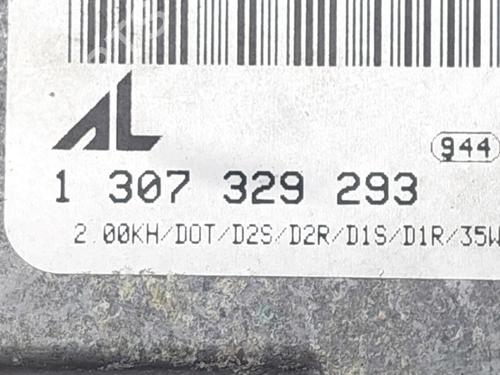 AL
944
1 307 329 293
2.00KH/DOT/D2S/D2R/D1S/D1R/35W